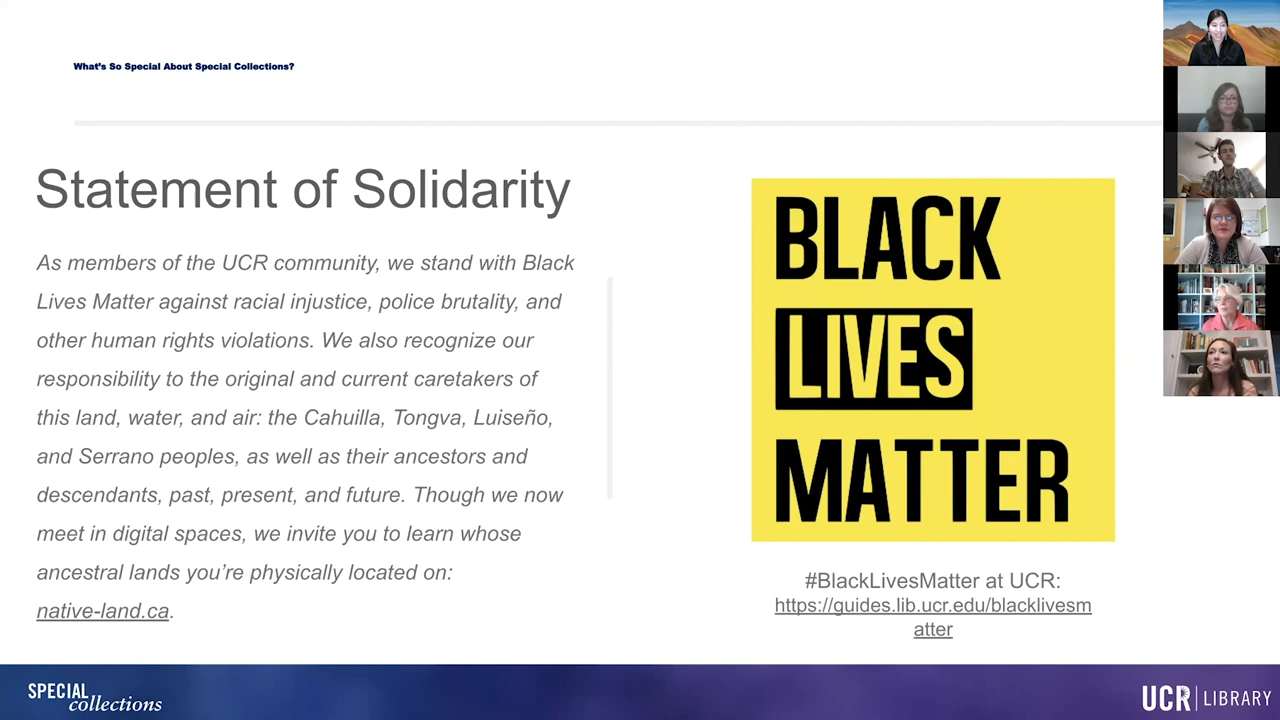 What's So Special About Special Collections?
Statement of Solidarity
As members of the UCR community, we stand with Black
Lives Matter against racial injustice, police brutality, and
other human rights violations. We also recognize our
responsibility to the original and current caretakers of
this land, water, and air: the Cahuilla, Tongva, Luiseño,
and Serrano peoples, as well as their ancestors and
descendants, past, present, and future. Though we now
meet in digital spaces, we invite you to learn whose
ancestral lands you’re physically located on:
native-land.ca.
BLACK
LIVES
MATTER
#BlackLivesMatter at UCR:
https://guides.lib.ucr.edu/blacklivesm
atter
SPECIAL
collections
UCR LIBRARY